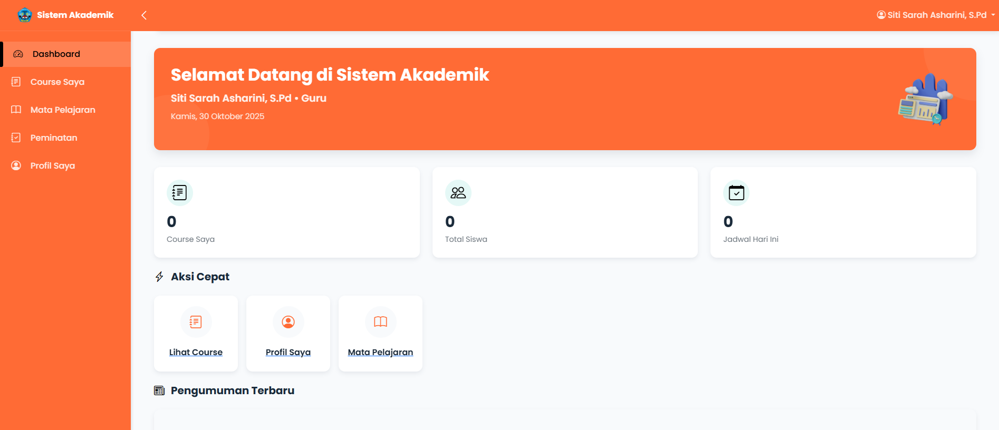 Sistem Akademik
Siti Sarah Asharini, S.Pd
Dashboard
Course Saya
Mata Pelajaran
Peminatan
Profil Saya
Selamat Datang di Sistem Akademik
Siti Sarah Asharini, S.Pd • Guru
Kamis, 30 Oktober 2025
0
Course Saya
0
Total Siswa
0
Jadwal Hari Ini
Aksi Cepat
Lihat Course
Profil Saya
Mata Pelajaran
Pengumuman Terbaru